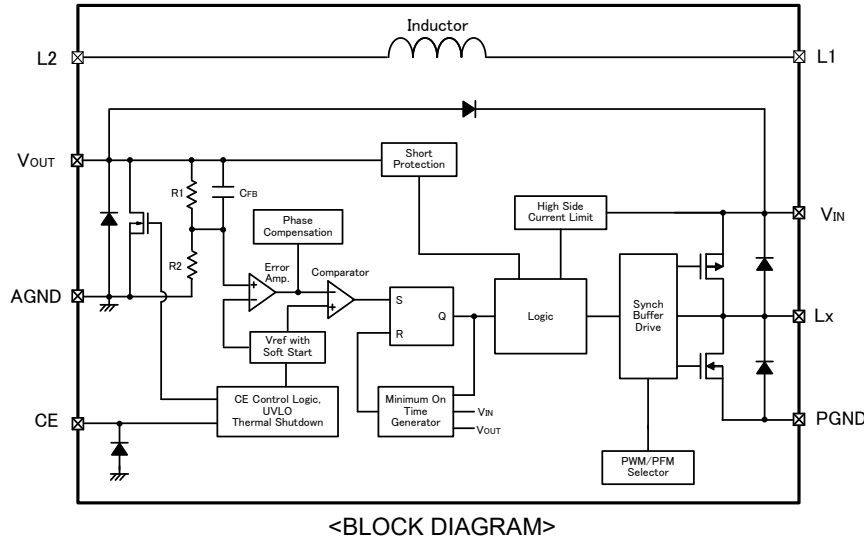 Inductor
L2
L1
VOUT
Short
Protection
R1
CFB
High Side
Current Limit
VIN
Phase
Compensation
R2
Error
Amp.
Comparator
AGND
S
Q
R
Logic
Synch
Buffer
Drive
Lx
Vref with
Soft Start
CE Control Logic,
UVLO
Thermal Shutdown
Minimum On
Time
Generator
VIN
VOUT
CE
PGND
PWM/PFM
Selector
<BLOCK DIAGRAM>